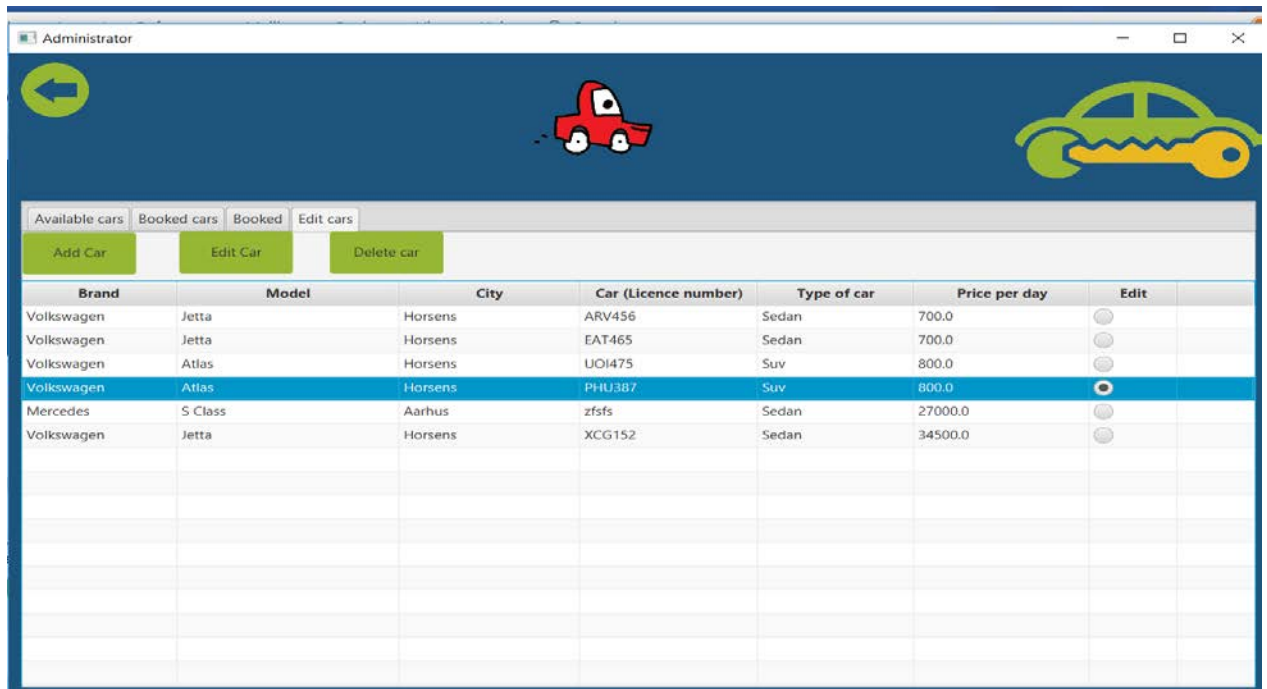 Administrator
Available cars Booked cars Booked Edit cars
Add Car Edit Car Delete car
Brand Model City Car (Licence number) Type of car Price per day Edit
Volkswagen Jetta Horsens ARV456 Sedan 700.0
Volkswagen Jetta Horsens EAT465 Sedan 700.0
Volkswagen Atlas Horsens UOI475 Suv 800.0
Volkswagen Atlas Horsens PHU387 Suv 800.0
Mercedes S Class Aarhus zfsfs Sedan 27000.0
Volkswagen Jetta Horsens XCG152 Sedan 34500.0